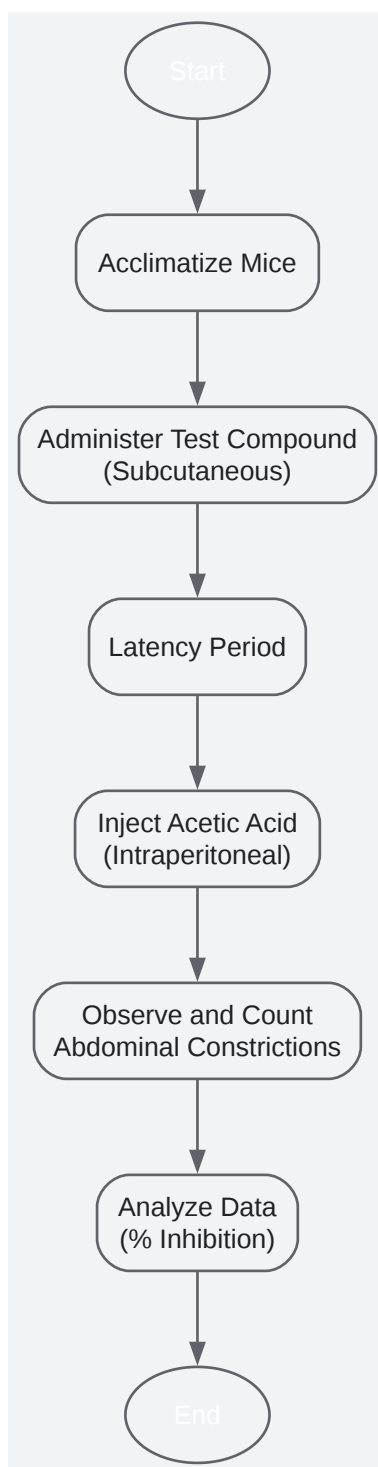 Start
Acclimatize Mice
Administer Test Compound
(Subcutaneous)
Latency Period
Inject Acetic Acid
(Intraperitoneal)
Observe and Count
Abdominal Constrictions
Analyze Data
(% Inhibition)
End